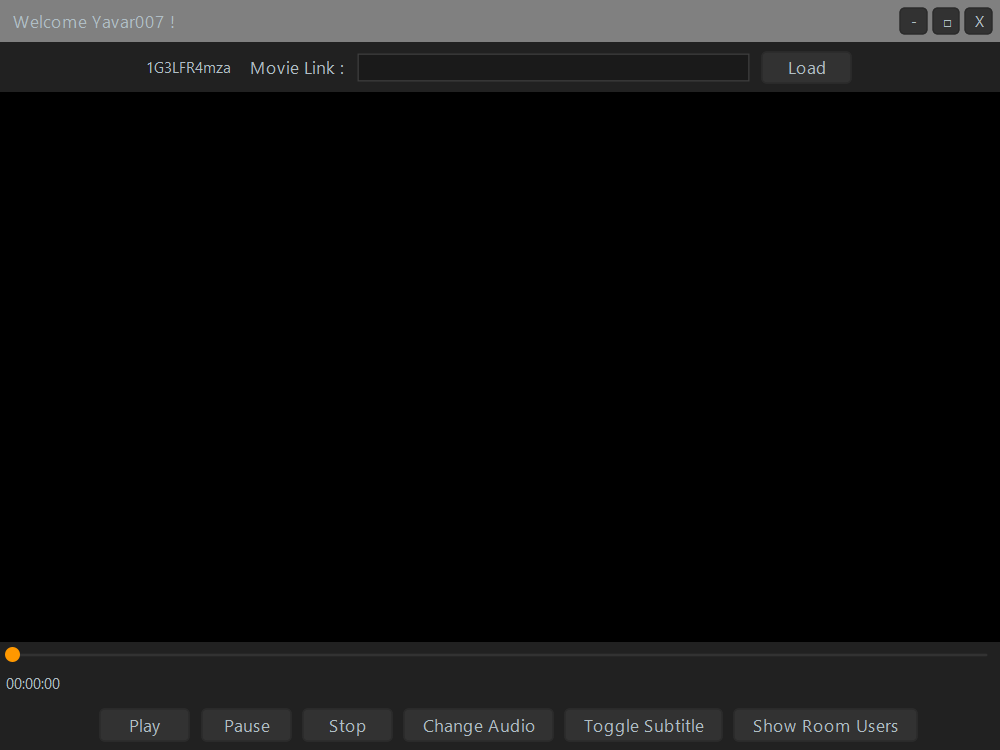 Welcome Yavar007 !
- □ X
1G3LFR4mza Movie Link : Load
00:00:00
Play Pause Stop Change Audio Toggle Subtitle Show Room Users